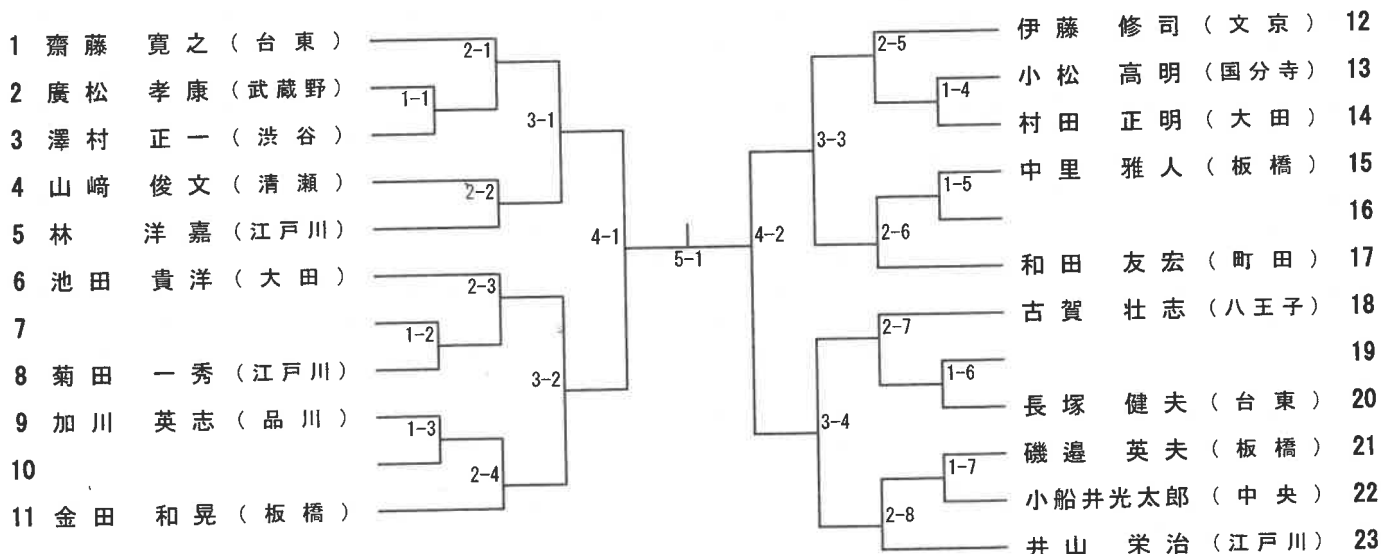 1 齋藤 寛之 (台東)
2 廣松 孝康 (武蔵野)
3 澤村 正一 (渋谷)
4 山﨑 俊文 (清瀬)
5 林 洋嘉 (江戸川)
6 池田 貴洋 (大田)
7
8 菊田 一秀 (江戸川)
9 加川 英志 (品川)
10
11 金田 和晃 (板橋)
2-1
1-1
3-1
2-2
4-1
2-3
1-2
3-2
1-3
2-4
5-1
4-2
2-5
1-4
3-3
1-5
2-6
2-7
1-6
3-4
1-7
2-8
伊藤 修司 (文京) 12
小松 高明 (国分寺) 13
村田 正明 (大田) 14
中里 雅人 (板橋) 15
16
和田 友宏 (町田) 17
古賀 壮志 (八王子) 18
19
長塚 健夫 (台東) 20
磯邉 英夫 (板橋) 21
小船井光太郎 (中央) 22
井山 栄治 (江戸川) 23